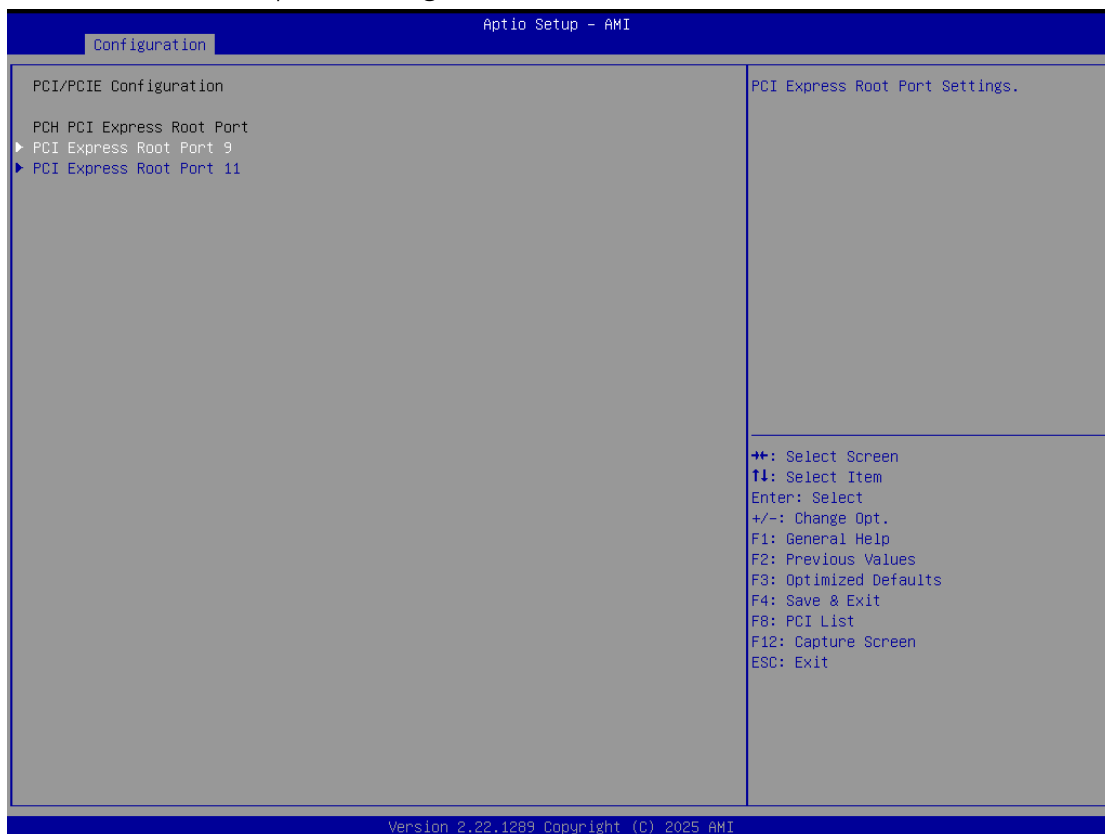 Aptio Setup - AMI
Configuration
PCI/PCIE Configuration
PCH PCI Express Root Port
▶ PCI Express Root Port 9
▶ PCI Express Root Port 11
PCI Express Root Port Settings.
→←: Select Screen
↑↓: Select Item
Enter: Select
+/-: Change Opt.
F1: General Help
F2: Previous Values
F3: Optimized Defaults
F4: Save & Exit
F8: PCI List
F12: Capture Screen
ESC: Exit
Version 2.22.1289 Copyright (C) 2025 AMI